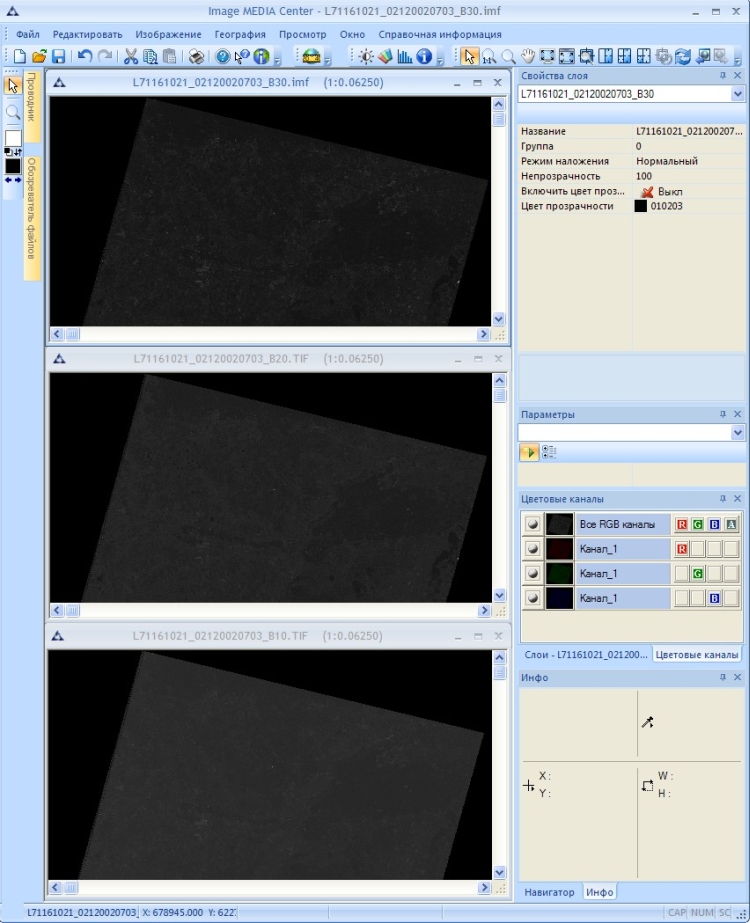 Image MEDIA Center - L71161021_02120020703_B30.imf
Файл Редактировать Изображение География Просмотр Окно Справочная информация
L71161021_02120020703_B30.imf (1:0.06250)
Проводник
Обозреватель файлов
L71161021_02120020703_B20.TIF (1:0.06250)
L71161021_02120020703_B10.TIF (1:0.06250)
Свойства слоя
L71161021_02120020703_B30
Название L71161021_021200207...
Группа 0
Режим наложения Нормальный
Непрозрачность 100
Включить цвет проз... Выкл
Цвет прозрачности 010203
Параметры
Цветовые каналы
Все RGB каналы R G B A
Канал_1 R
Канал_1 G
Канал_1 B
Слои - L71161021_021200... Цветовые каналы
Инфо
X: W:
Y: H:
Навигатор Инфо
L71161021_02120020703_ X: 678945.000 Y: 622 CAP NUM SC